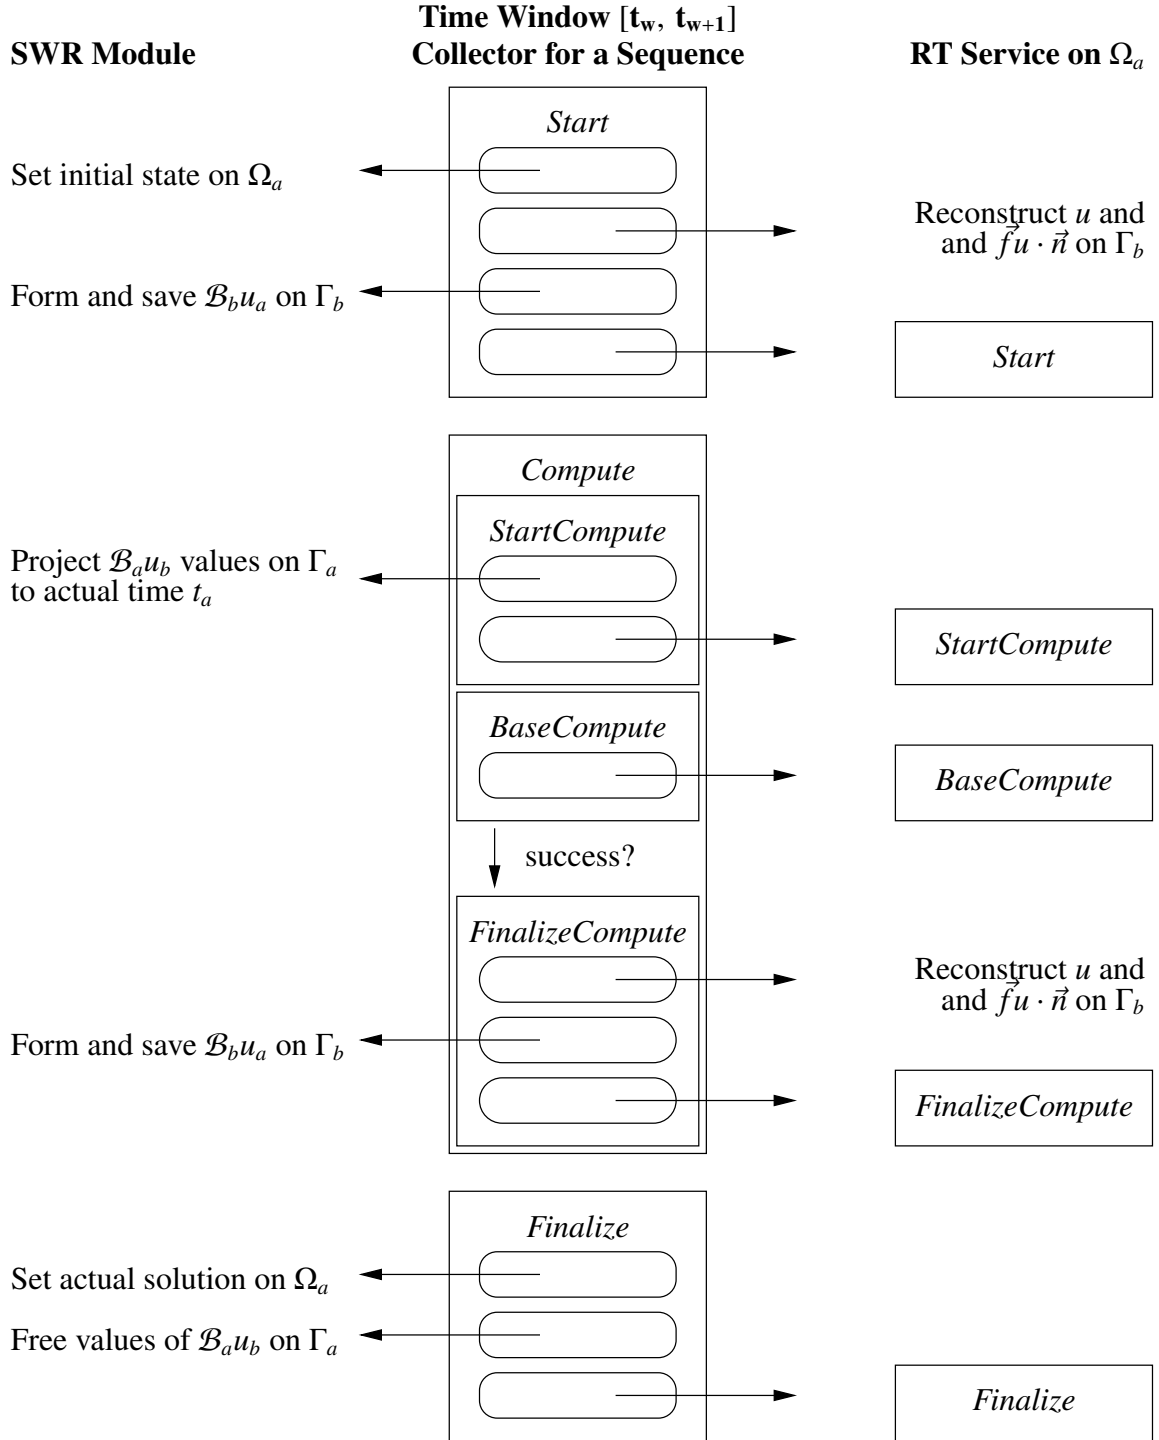 Time Window [t_w, t_{w+1}]
SWR Module Collector for a Sequence RT Service on Ω_a
Start
Set initial state on Ω_a
Reconstruct u and
and f⃗u · n⃗ on Γ_b
Form and save ℬ_b u_a on Γ_b
Start
Compute
StartCompute
Project ℬ_a u_b values on Γ_a
to actual time t_a
StartCompute
BaseCompute
BaseCompute
success?
FinalizeCompute
Reconstruct u and
and f⃗u · n⃗ on Γ_b
Form and save ℬ_b u_a on Γ_b
FinalizeCompute
Finalize
Set actual solution on Ω_a
Free values of ℬ_a u_b on Γ_a
Finalize